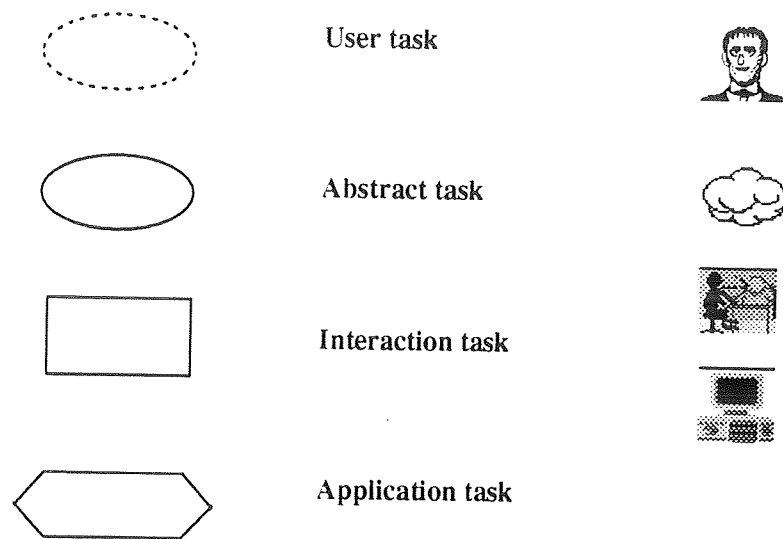 User task
Abstract task
Interaction task
Application task